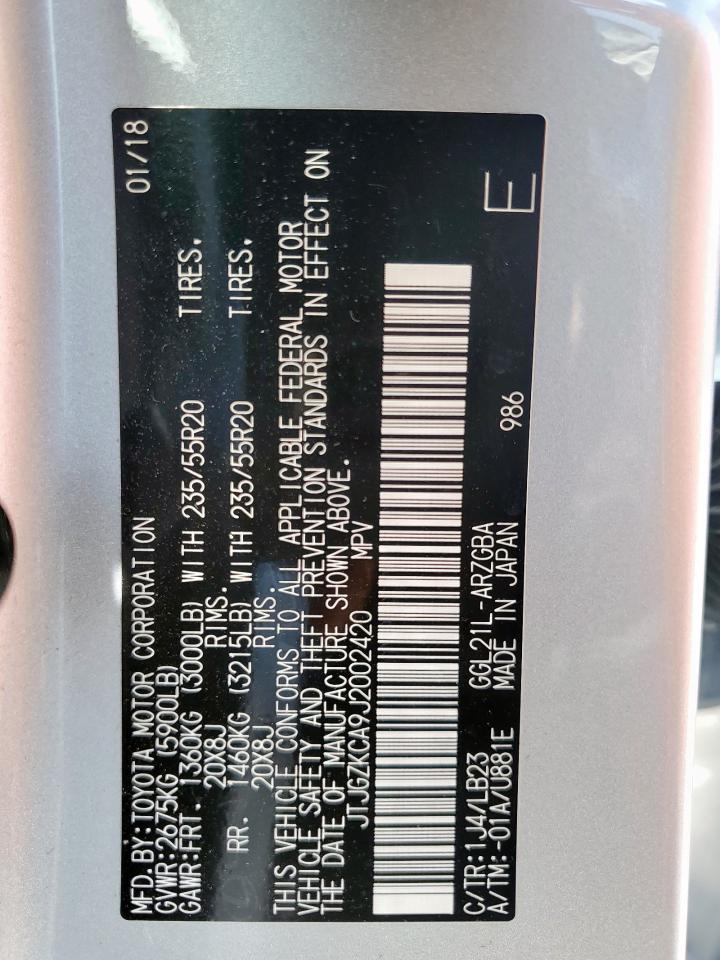 MFD.BY:TOYOTA MOTOR CORPORATION 01/18
GVWR:2675KG (5900LB)
GAWR:FRT. 1360KG (3000LB) WITH 235/55R20 TIRES,
20X8J RIMS.
RR. 1460KG (3215LB) WITH 235/55R20 TIRES,
20X8J RIMS.
THIS VEHICLE CONFORMS TO ALL APPLICABLE FEDERAL MOTOR
VEHICLE SAFETY AND THEFT PREVENTION STANDARDS IN EFFECT ON
THE DATE OF MANUFACTURE SHOWN ABOVE.
JTJGZKCA9J2002420 MPV
C/TR:1J4/LB23 GGL21L-ARZGBA 986 E
A/TM:-01A/U881E MADE IN JAPAN